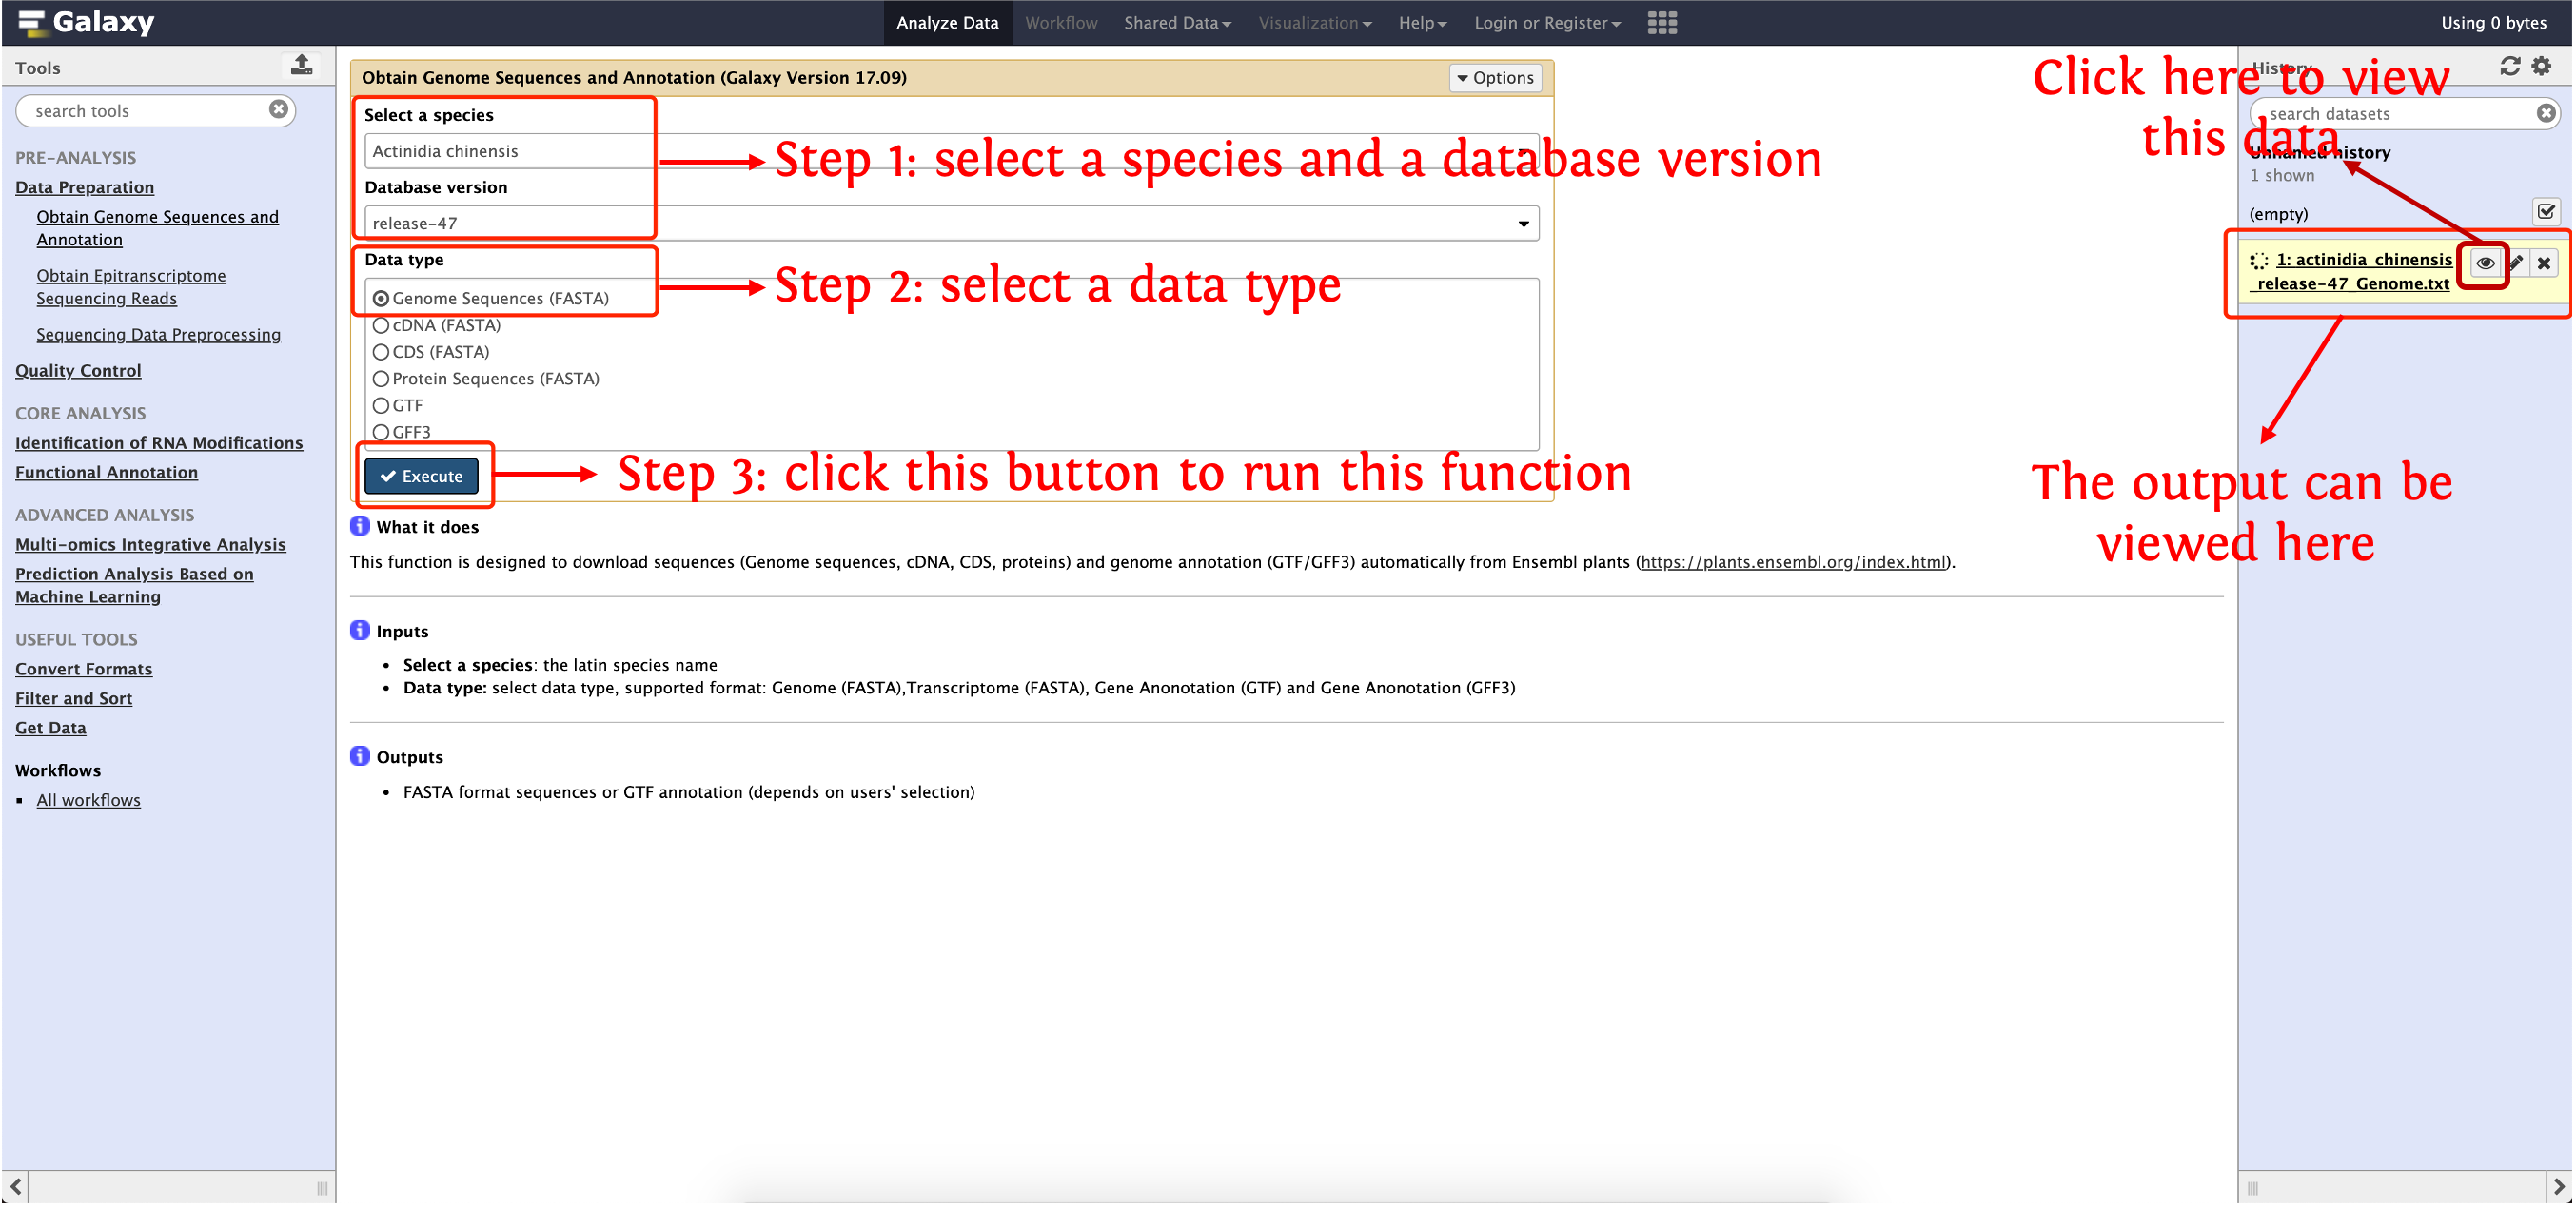 Galaxy
Analyze Data
Workflow
Shared Data
Visualization
Help
Login or Register
Using 0 bytes
Tools
search tools
PRE-ANALYSIS
Data Preparation
Obtain Genome Sequences and
Annotation
Obtain Epitranscriptome
Sequencing Reads
Sequencing Data Preprocessing
Quality Control
CORE ANALYSIS
Identification of RNA Modifications
Functional Annotation
ADVANCED ANALYSIS
Multi-omics Integrative Analysis
Prediction Analysis Based on
Machine Learning
USEFUL TOOLS
Convert Formats
Filter and Sort
Get Data
Workflows
All workflows
Obtain Genome Sequences and Annotation (Galaxy Version 17.09)
Options
Select a species
Actinidia chinensis
Step 1: select a species and a database version
Database version
release-47
Data type
Genome Sequences (FASTA)
Step 2: select a data type
cDNA (FASTA)
CDS (FASTA)
Protein Sequences (FASTA)
GTF
GFF3
Execute
Step 3: click this button to run this function
What it does
This function is designed to download sequences (Genome sequences, cDNA, CDS, proteins) and genome annotation (GTF/GFF3) automatically from Ensembl plants (https://plants.ensembl.org/index.html).
Inputs
• Select a species: the latin species name
• Data type: select data type, supported format: Genome (FASTA),Transcriptome (FASTA), Gene Anonotation (GTF) and Gene Anonotation (GFF3)
Outputs
• FASTA format sequences or GTF annotation (depends on users' selection)
History
Click here to view
this data
search datasets
Unnamed history
1 shown
(empty)
1: actinidia_chinensis
_release-47_Genome.txt
The output can be
viewed here